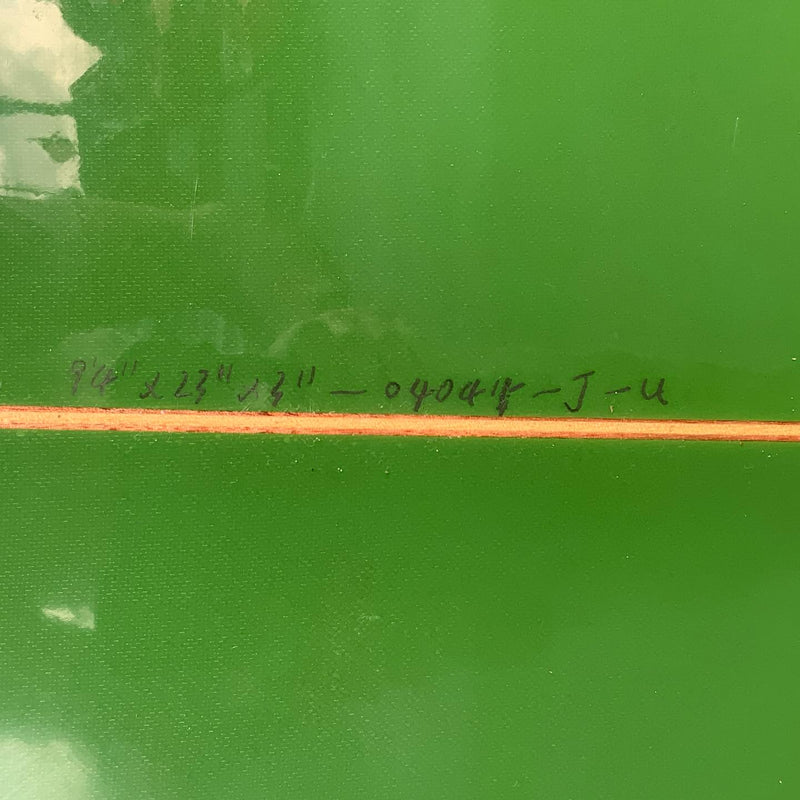 9'4" x 23" x 3" — 04044 - J - U